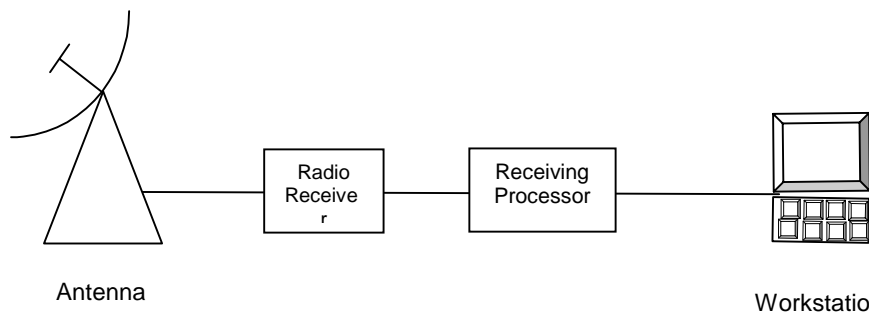 Radio
Receive
r
Receiving
Processor
Antenna
Workstatio